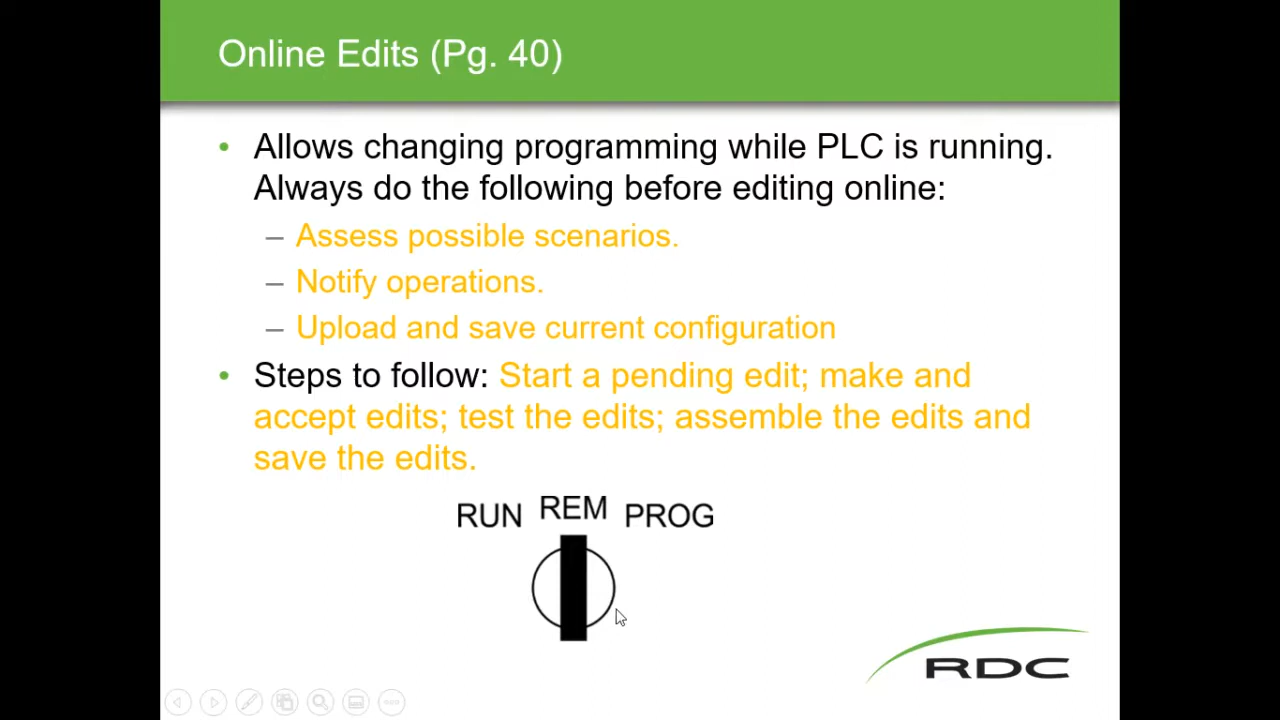 Online Edits (Pg. 40)
• Allows changing programming while PLC is running.
Always do the following before editing online:
– Assess possible scenarios.
– Notify operations.
– Upload and save current configuration
• Steps to follow: Start a pending edit; make and
accept edits; test the edits; assemble the edits and
save the edits.
RUN REM PROG
RDC